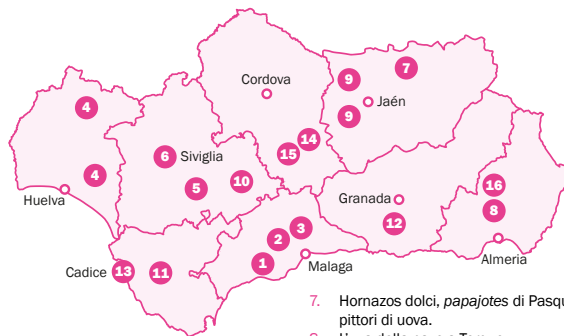 Cordova
7
9
Jaén
4
9
14
6
Siviglia
15
4
5
10
16
Huelva
Granada
8
3
12
2
Almeria
Cadice
13
11
1
Malaga
7. Hornazos dolci, papajotes di Pasqu
pittori di uova.